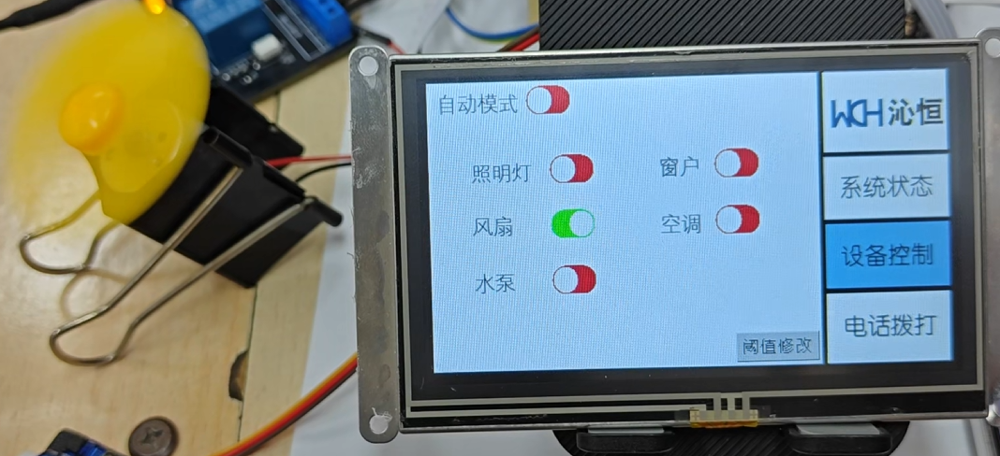 自动模式
照明灯
窗户
风扇
空调
水泵
阈值修改
WCH 沁恒
系统状态
设备控制
电话拨打